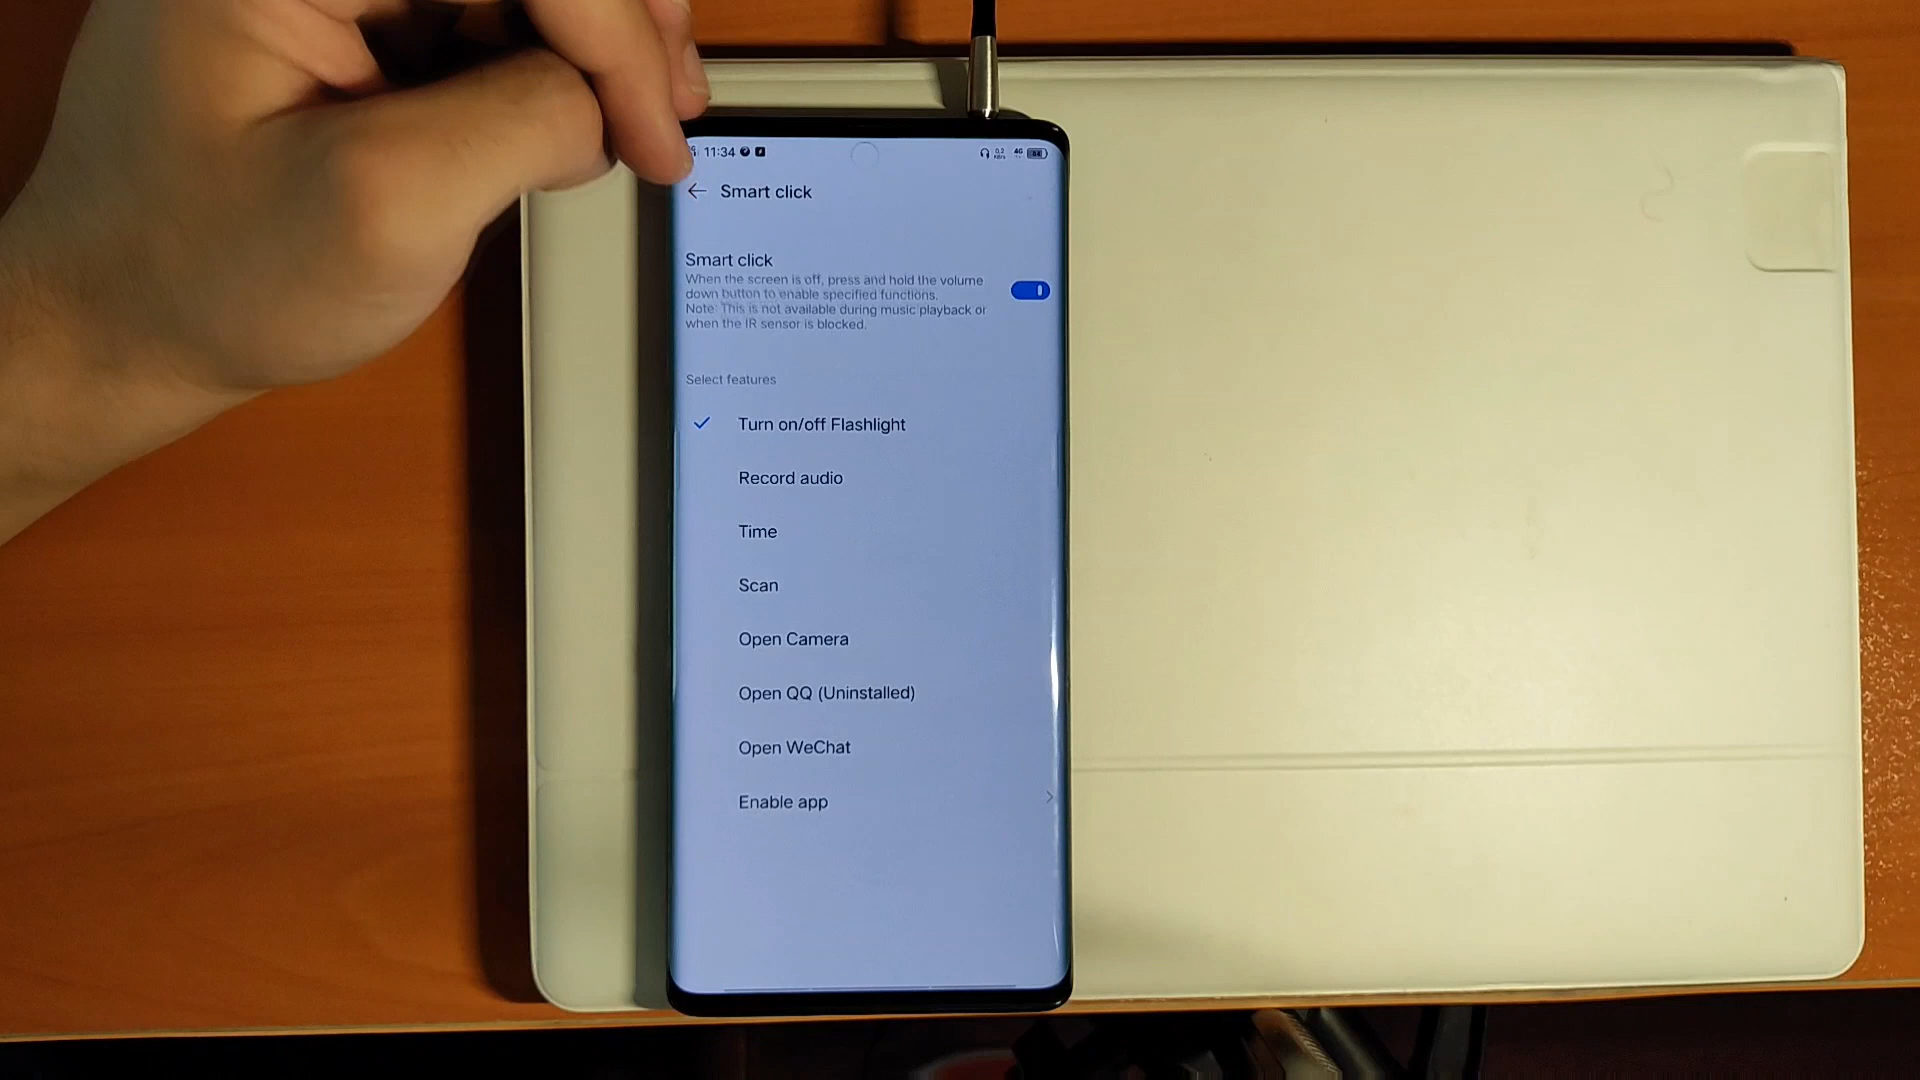 11:34
4G
Smart click
Smart click
When the screen is off, press and hold the volume
down button to enable specified functions.
Note: This is not available during music playback or
when the IR sensor is blocked.
Select features
Turn on/off Flashlight
Record audio
Time
Scan
Open Camera
Open QQ (Uninstalled)
Open WeChat
Enable app